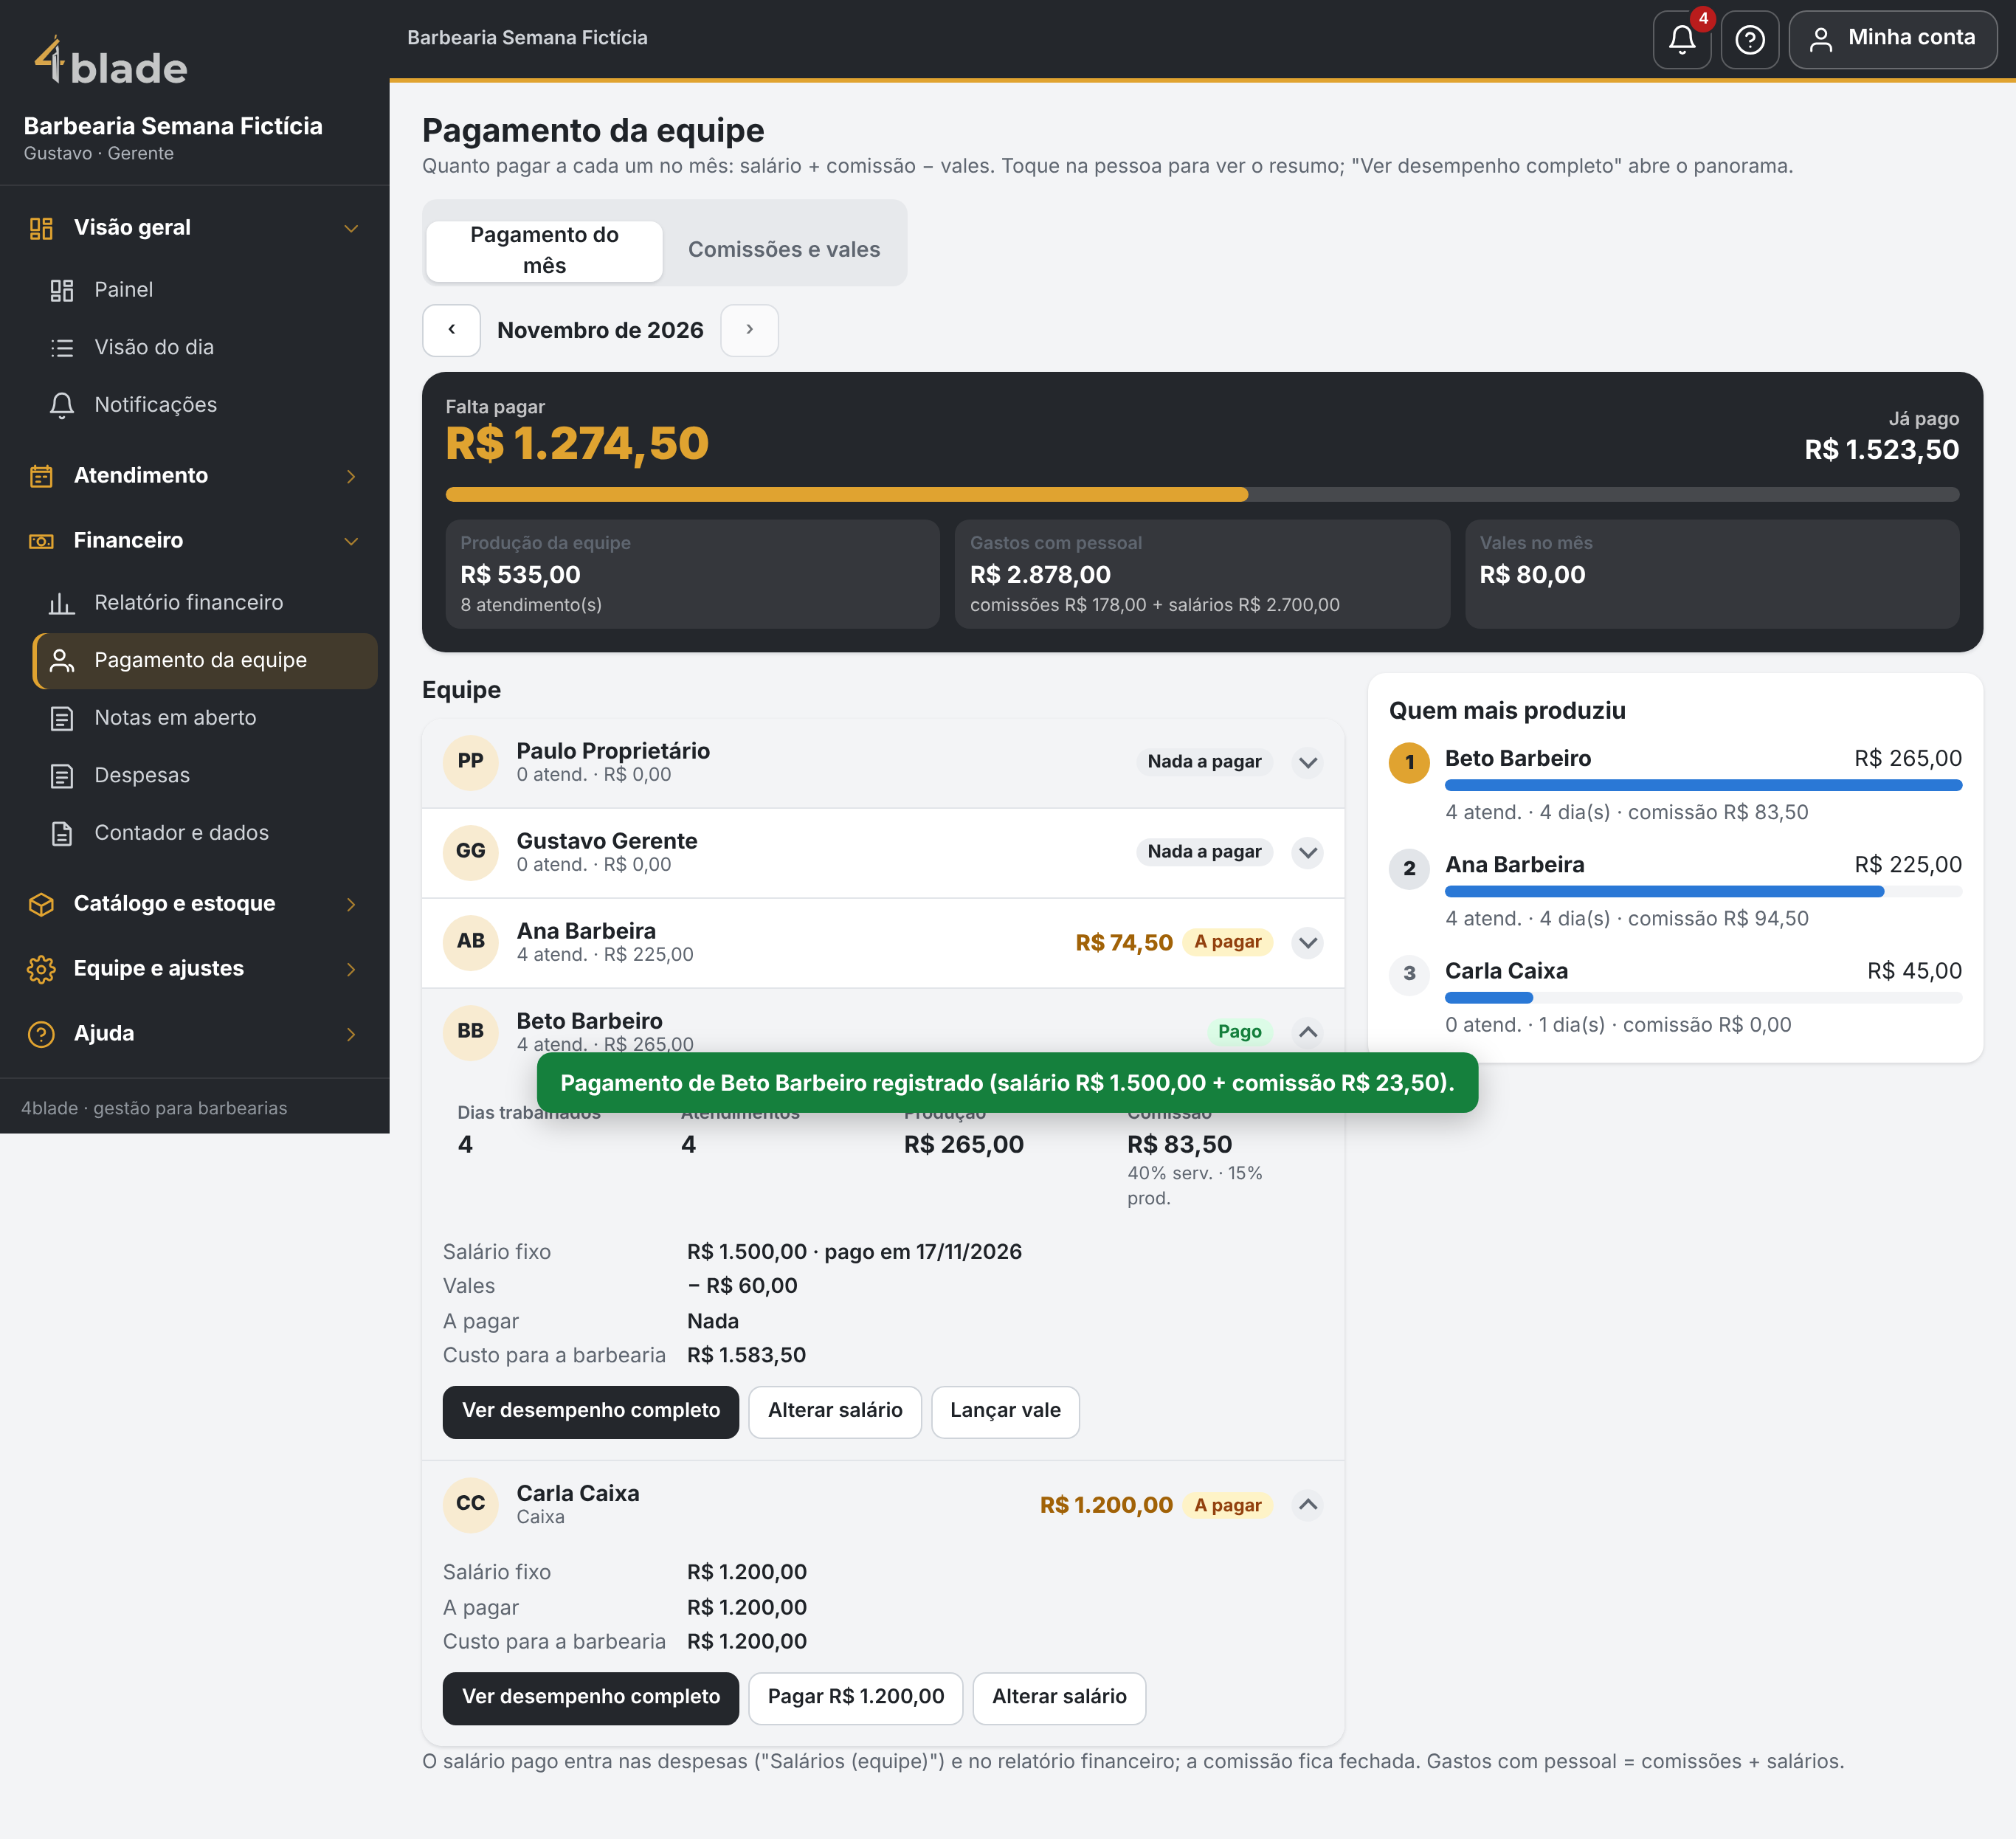 4blade
Barbearia Semana Fictícia
Gustavo · Gerente
Visão geral
Painel
Visão do dia
Notificações
Atendimento
Financeiro
Relatório financeiro
Pagamento da equipe
Notas em aberto
Despesas
Contador e dados
Catálogo e estoque
Equipe e ajustes
Ajuda
4blade · gestão para barbearias
Barbearia Semana Fictícia
4
Minha conta
Pagamento da equipe
Quanto pagar a cada um no mês: salário + comissão − vales. Toque na pessoa para ver o resumo; "Ver desempenho completo" abre o panorama.
Pagamento do
mês
Comissões e vales
Novembro de 2026
Falta pagar
R$ 1.274,50
Já pago
R$ 1.523,50
Produção da equipe
R$ 535,00
8 atendimento(s)
Gastos com pessoal
R$ 2.878,00
comissões R$ 178,00 + salários R$ 2.700,00
Vales no mês
R$ 80,00
Equipe
PP
Paulo Proprietário
0 atend. · R$ 0,00
Nada a pagar
GG
Gustavo Gerente
0 atend. · R$ 0,00
Nada a pagar
AB
Ana Barbeira
4 atend. · R$ 225,00
R$ 74,50
A pagar
BB
Beto Barbeiro
4 atend. · R$ 265,00
Pago
Pagamento de Beto Barbeiro registrado (salário R$ 1.500,00 + comissão R$ 23,50).
Dias trabalhados
4
Atendimentos
4
Produção
R$ 265,00
Comissão
R$ 83,50
40% serv. · 15%
prod.
Salário fixo
R$ 1.500,00 · pago em 17/11/2026
Vales
− R$ 60,00
A pagar
Nada
Custo para a barbearia
R$ 1.583,50
Ver desempenho completo
Alterar salário
Lançar vale
CC
Carla Caixa
Caixa
R$ 1.200,00
A pagar
Salário fixo
R$ 1.200,00
A pagar
R$ 1.200,00
Custo para a barbearia
R$ 1.200,00
Ver desempenho completo
Pagar R$ 1.200,00
Alterar salário
O salário pago entra nas despesas ("Salários (equipe)") e no relatório financeiro; a comissão fica fechada. Gastos com pessoal = comissões + salários.
Quem mais produziu
1
Beto Barbeiro
R$ 265,00
4 atend. · 4 dia(s) · comissão R$ 83,50
2
Ana Barbeira
R$ 225,00
4 atend. · 4 dia(s) · comissão R$ 94,50
3
Carla Caixa
R$ 45,00
0 atend. · 1 dia(s) · comissão R$ 0,00